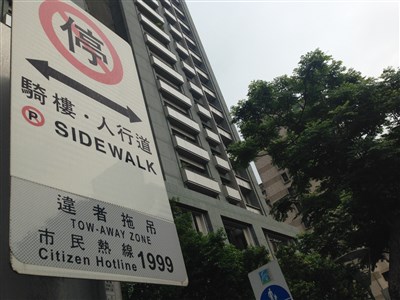 停
騎樓・人行道
P SIDEWALK
違者拖吊
TOW-AWAY ZONE
市民熱線
Citizen Hotline 1999